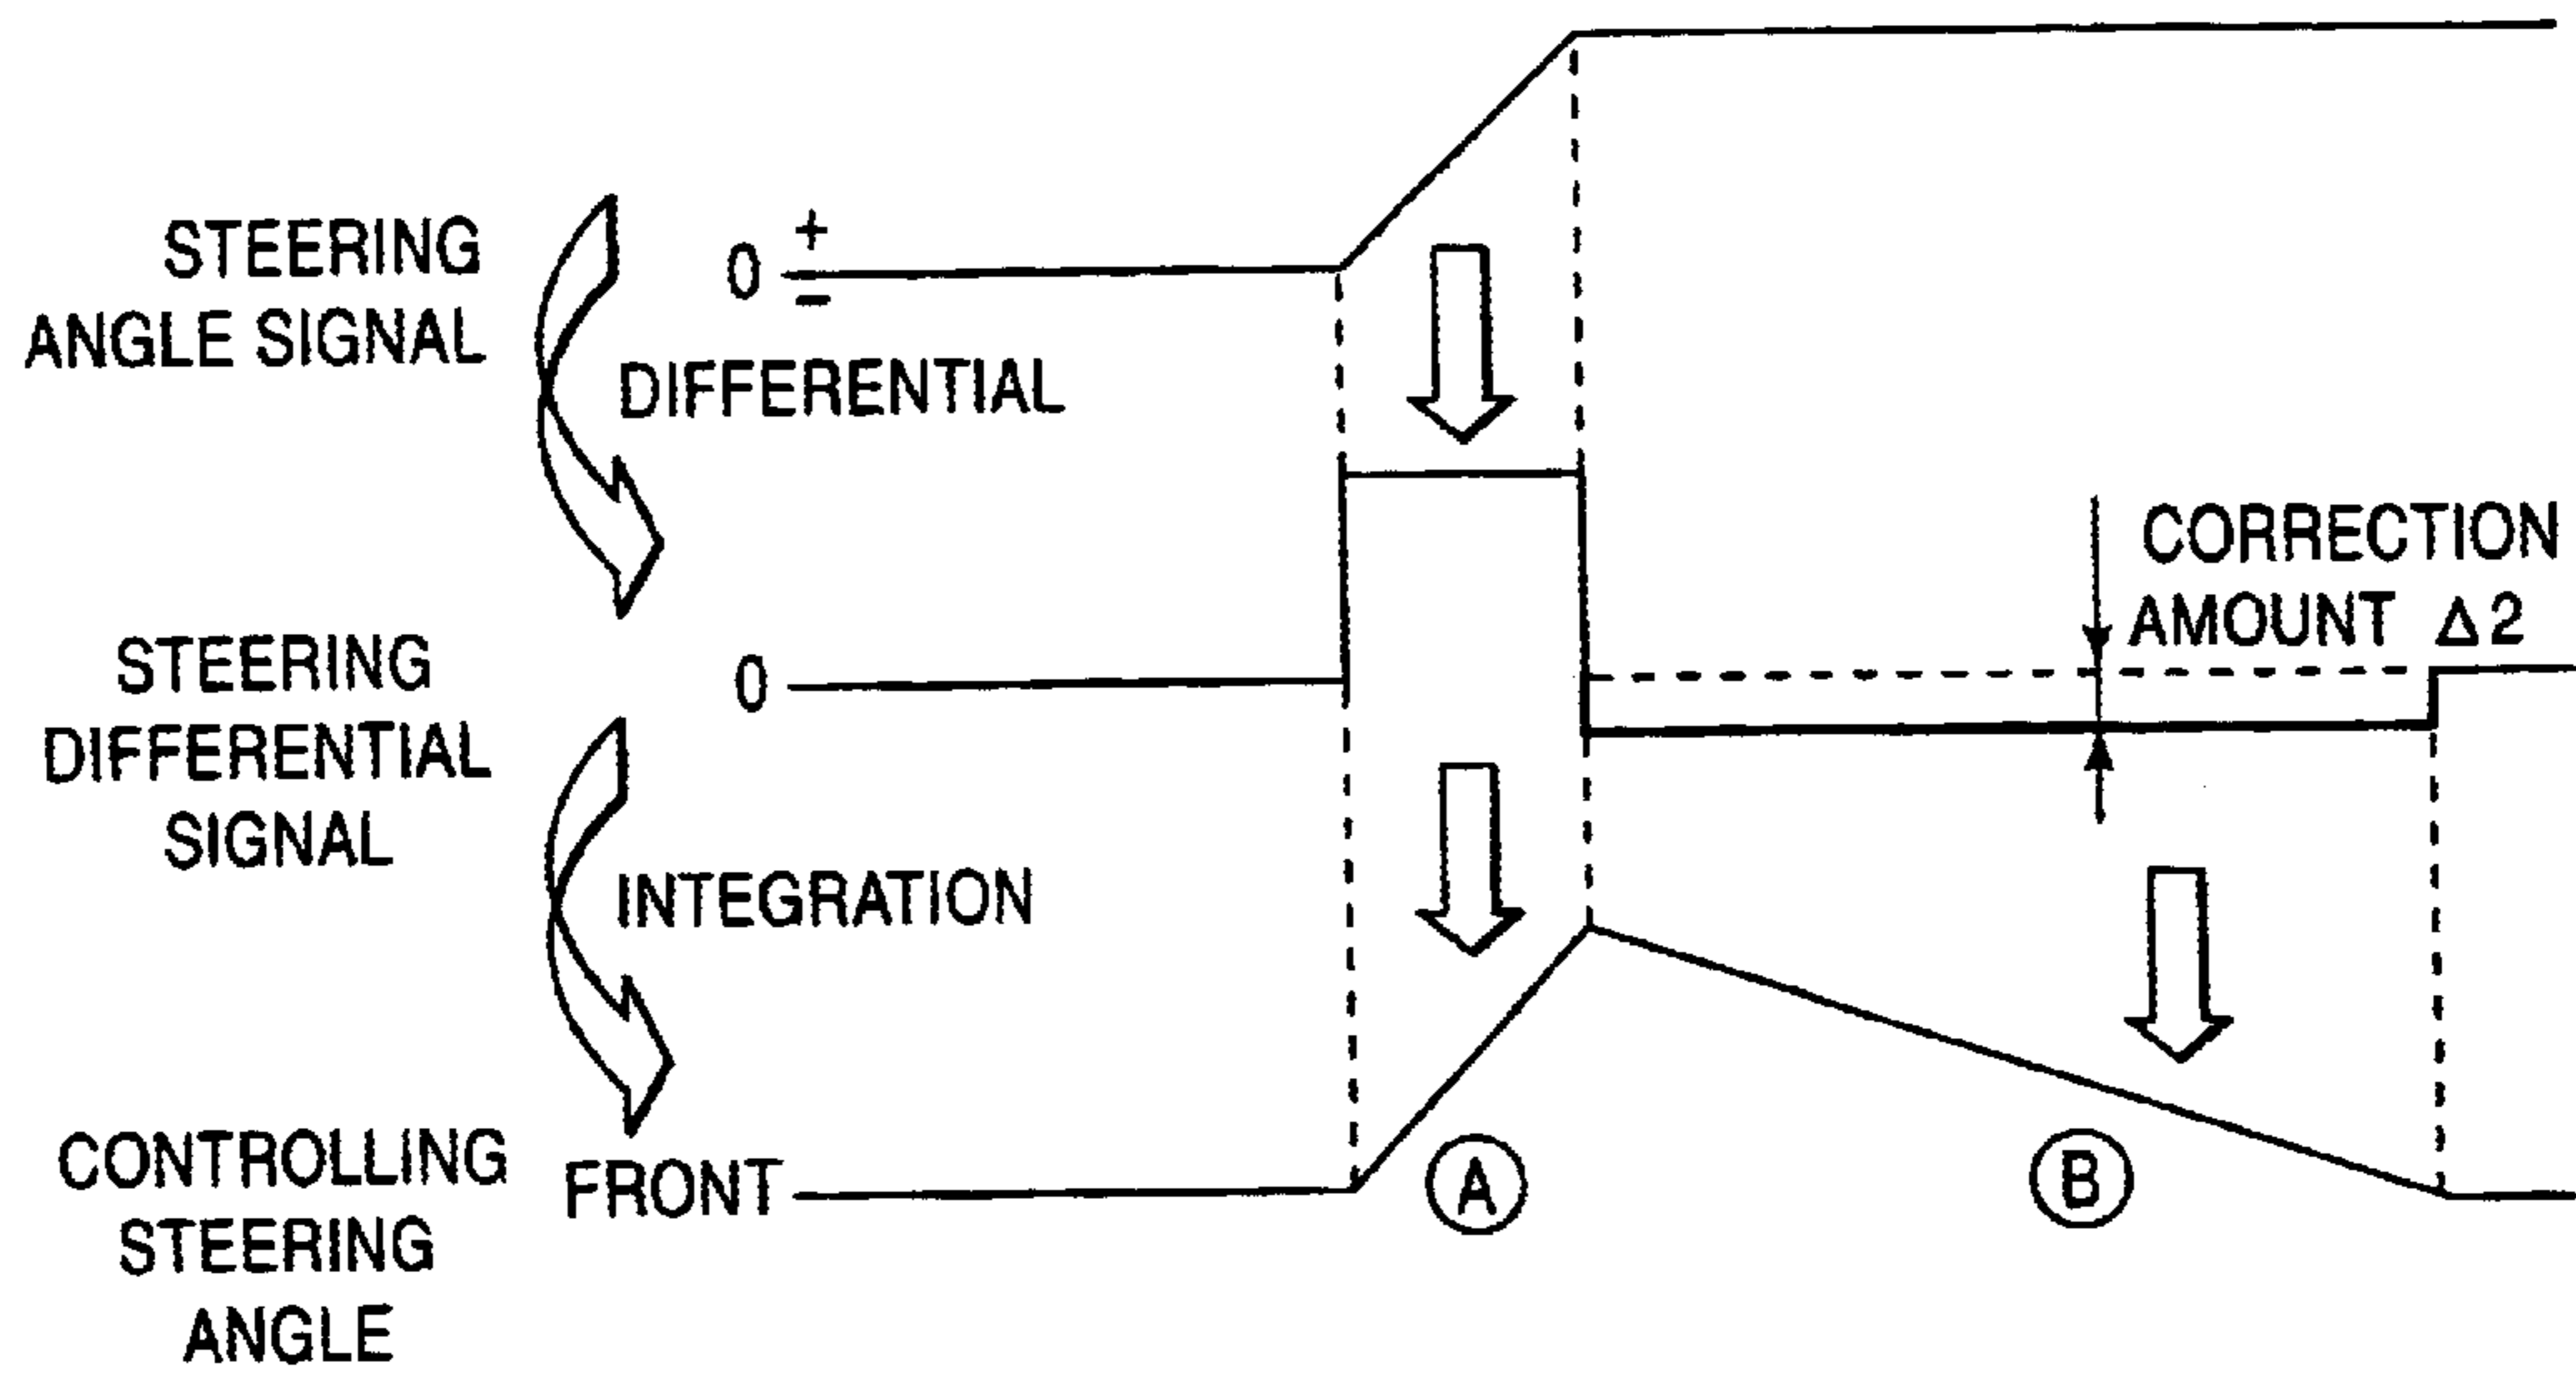 STEERING
ANGLE SIGNAL
0
+
−
DIFFERENTIAL
CORRECTION
AMOUNT Δ2
STEERING
DIFFERENTIAL
SIGNAL
0
INTEGRATION
CONTROLLING
STEERING
ANGLE
FRONT
A
B